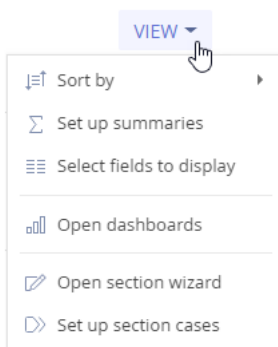 VIEW
Sort by
Set up summaries
Select fields to display
Open dashboards
Open section wizard
Set up section cases